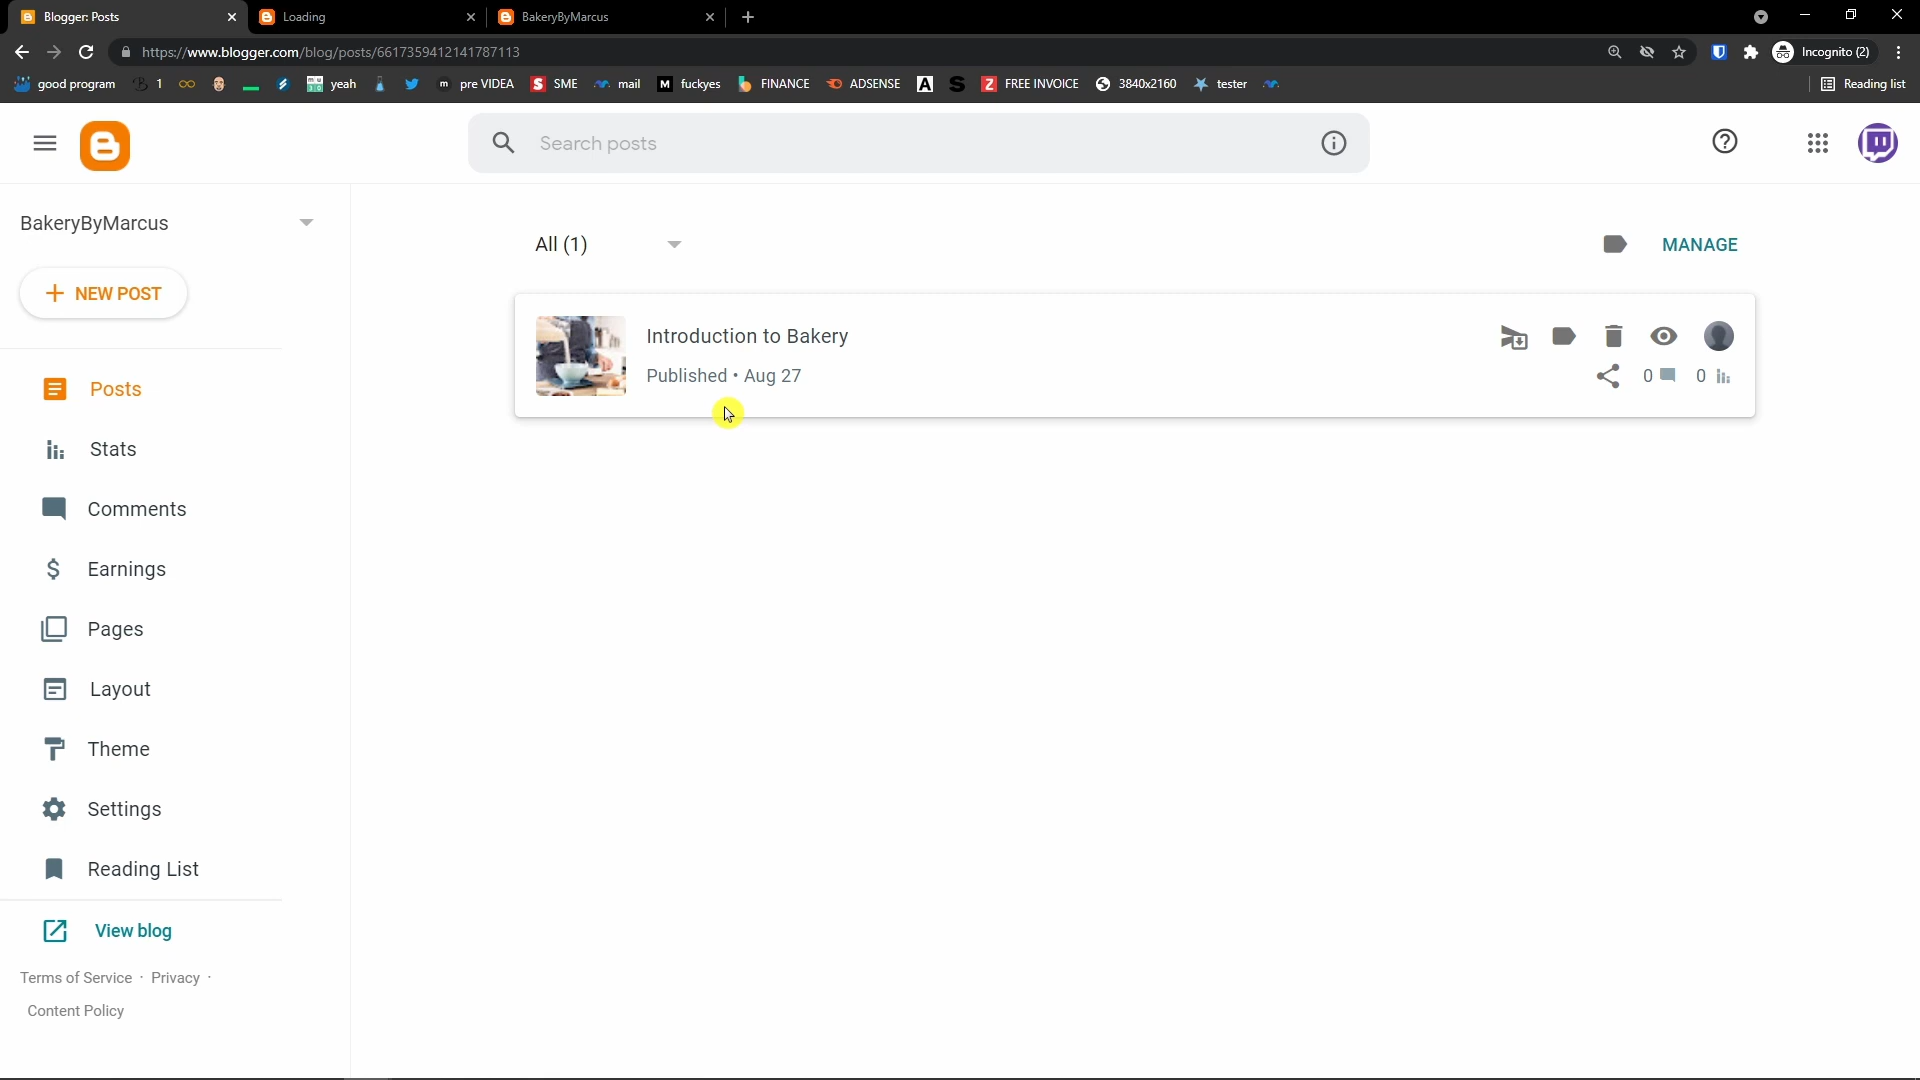 Blogger: Posts
Loading
BakeryByMarcus
https://www.blogger.com/blog/posts/6617359412141787113
Incognito (2)
good program
1
yeah
pre VIDEA
SME
mail
fuckyes
FINANCE
ADSENSE
FREE INVOICE
3840x2160
tester
Reading list
Search posts
BakeryByMarcus
All (1)
MANAGE
+ NEW POST
Introduction to Bakery
Published • Aug 27
0
0
Posts
Stats
Comments
Earnings
Pages
Layout
Theme
Settings
Reading List
View blog
Terms of Service · Privacy ·
Content Policy